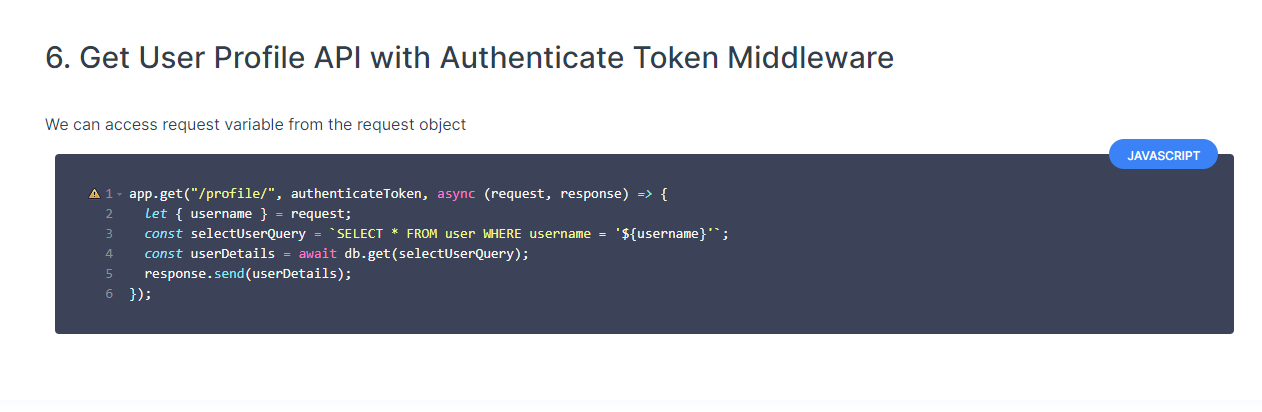 6. Get User Profile API with Authenticate Token Middleware
We can access request variable from the request object
JAVASCRIPT
1 app.get("/profile/", authenticateToken, async (request, response) => {
2   let { username } = request;
3   const selectUserQuery = `SELECT * FROM user WHERE username = '${username}'`;
4   const userDetails = await db.get(selectUserQuery);
5   response.send(userDetails);
6 });